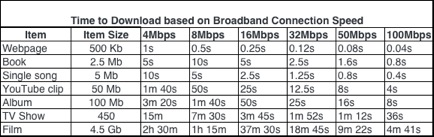 Time to Download based on Broadband Connection Speed
Item Item Size 4Mbps 8Mbps 16Mbps 32Mbps 50Mbps 100Mbps
Webpage 500 Kb 1s 0.5s 0.25s 0.12s 0.08s 0.04s
Book 2.5 Mb 5s 10s 5s 2.5s 1.6s 0.8s
Single song 5 Mb 10s 5s 2.5s 1.25s 0.8s 0.4s
YouTube clip 50 Mb 1m 40s 50s 25s 12.5s 8s 4s
Album 100 Mb 3m 20s 1m 40s 50s 25s 16s 8s
TV Show 450 15m 7m 30s 3m 45s 1m 52s 1m 12s 36s
Film 4.5 Gb 2h 30m 1h 15m 37m 30s 18m 45s 9m 22s 4m 41s